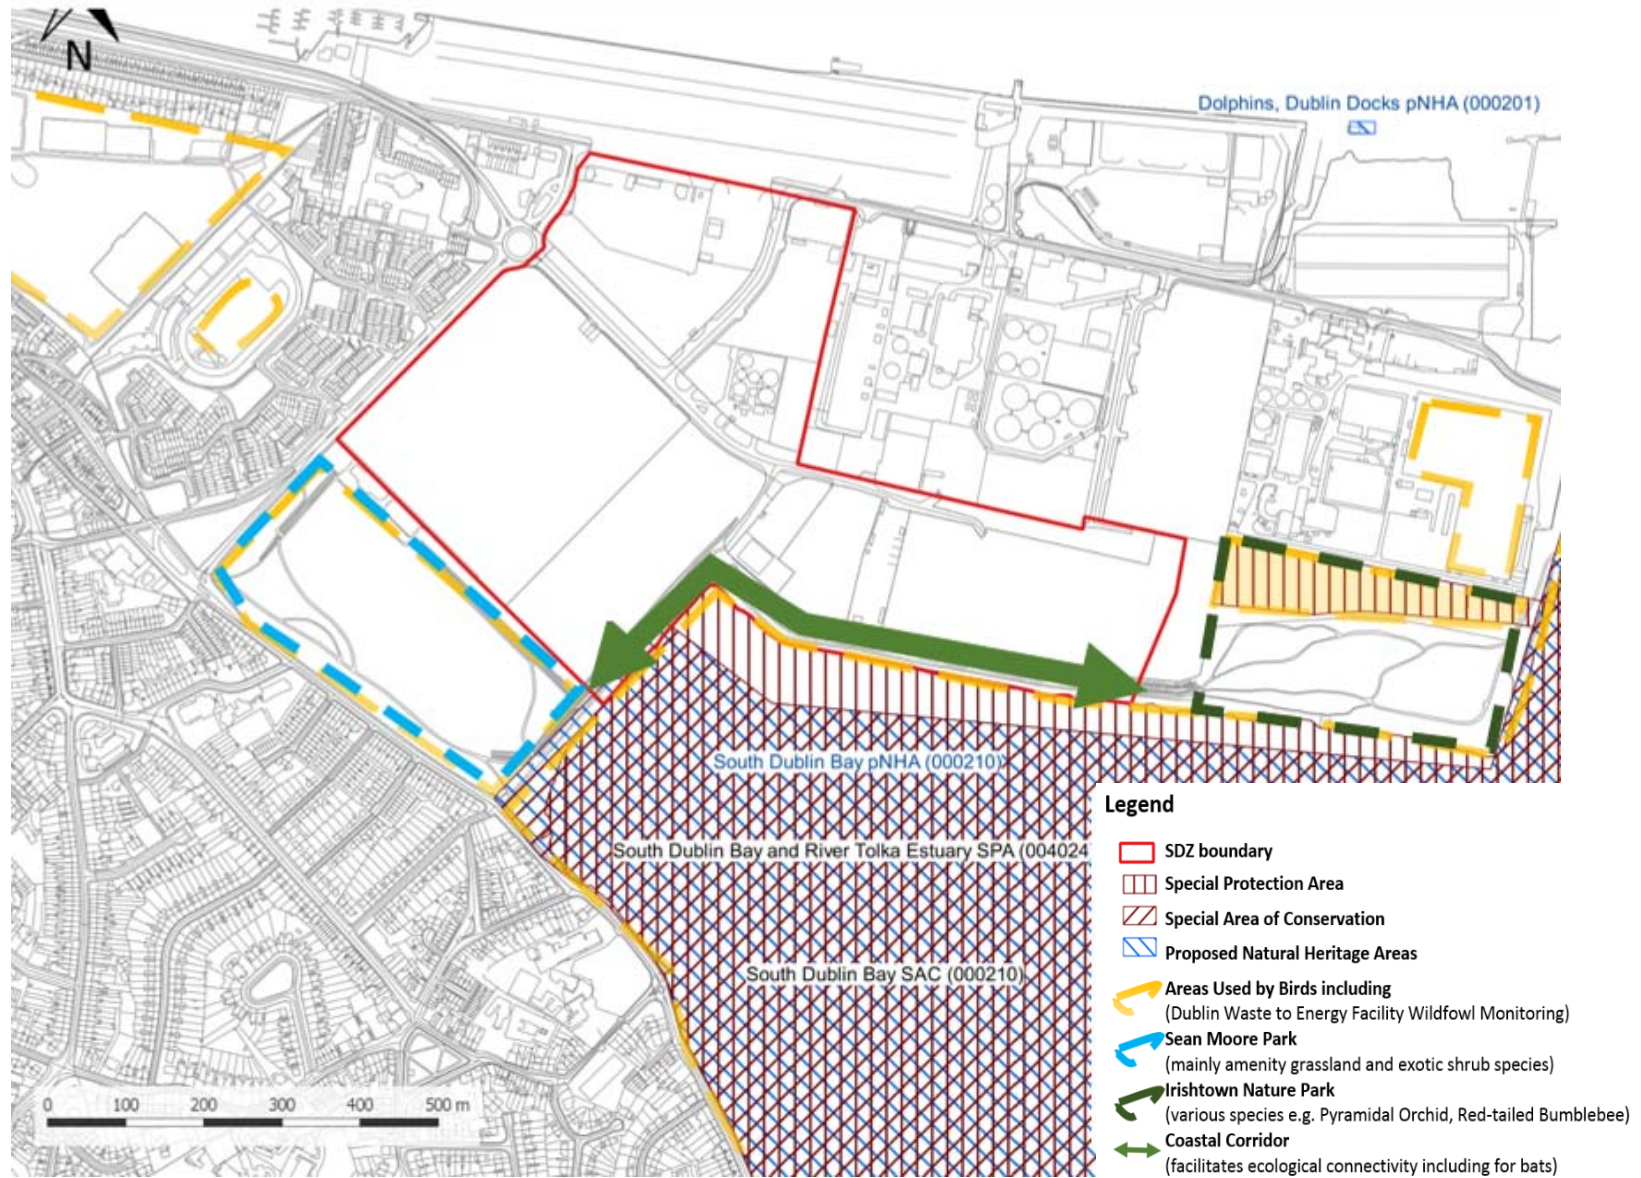 N
Dolphins, Dublin Docks pNHA (000201)
South Dublin Bay pNHA (000210)
South Dublin Bay and River Tolka Estuary SPA (004024
South Dublin Bay SAC (000210)
Legend
SDZ boundary
Special Protection Area
Special Area of Conservation
Proposed Natural Heritage Areas
Areas Used by Birds including
(Dublin Waste to Energy Facility Wildfowl Monitoring)
Sean Moore Park
(mainly amenity grassland and exotic shrub species)
Irishtown Nature Park
(various species e.g. Pyramidal Orchid, Red-tailed Bumblebee)
Coastal Corridor
(facilitates ecological connectivity including for bats)
0 100 200 300 400 500 m